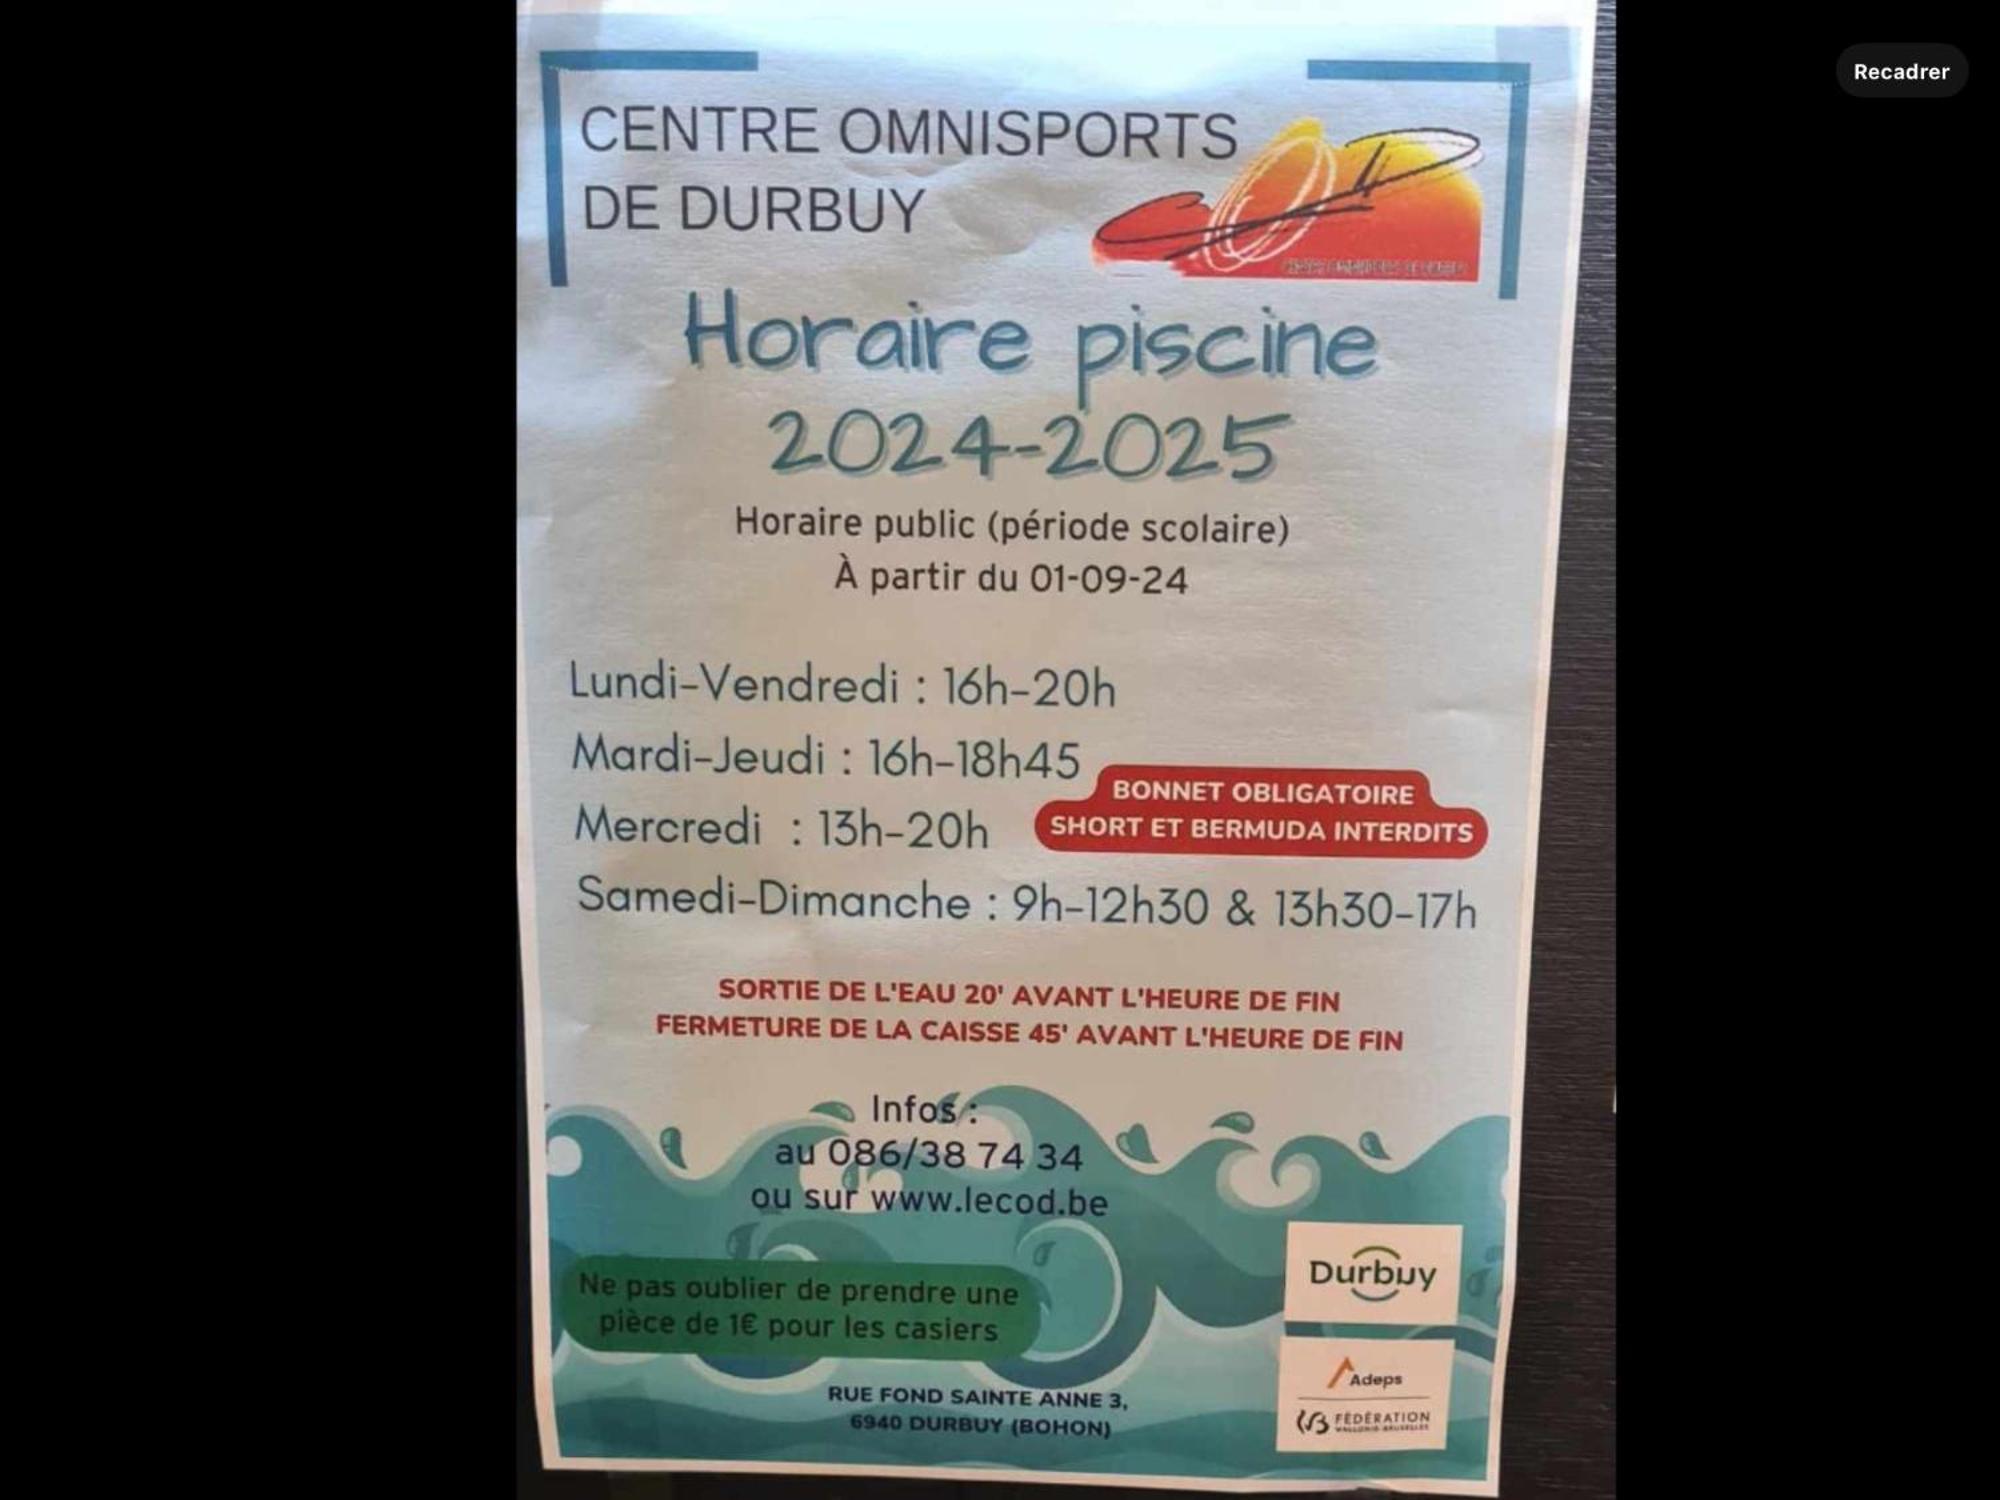 Recadrer
CENTRE OMNISPORTS
DE DURBUY
COD
Horaire piscine
2024-2025
Horaire public (période scolaire)
À partir du 01-09-24
Lundi-Vendredi : 16h-20h
Mardi-Jeudi : 16h-18h45
BONNET OBLIGATOIRE
SHORT ET BERMUDA INTERDITS
Mercredi : 13h-20h
Samedi-Dimanche : 9h-12h30 & 13h30-17h
SORTIE DE L'EAU 20' AVANT L'HEURE DE FIN
FERMETURE DE LA CAISSE 45' AVANT L'HEURE DE FIN
Infos :
au 086/38 74 34
ou sur www.lecod.be
Ne pas oublier de prendre une
pièce de 1€ pour les casiers
Durbuy
Adeps
FÉDÉRATION
WALLONIE-BRUXELLES
RUE FOND SAINTE ANNE 3,
6940 DURBUY (BOHON)